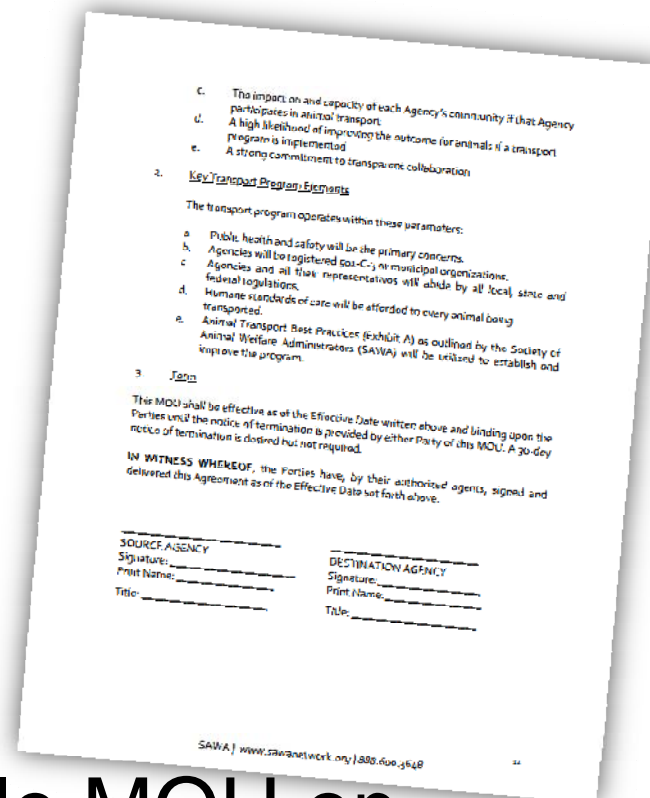 c. The impact on and capacity of each Agency's community if that Agency
participates in animal transport
d. A high likelihood of improving the outcome for animals if a transport
program is implemented
e. A strong commitment to transparent collaboration
2. Key Transport Program Elements
The transport program operates within these parameters:
a Public health and safety will be the primary concerns.
b. Agencies will be registered 501-C-3 or municipal organizations.
c Agencies and all their representatives will abide by all local, state and
federal regulations.
d. Humane standards of care will be afforded to every animal being
transported.
e. Animal Transport Best Practices (Exhibit A) as outlined by the Society of
Animal Welfare Administrators (SAWA) will be utilized to establish and
improve the program.
3 Term
This MOU shall be effective as of the Effective Date written above and binding upon the
Parties until the notice of termination is provided by either Party of this MOU. A 30-day
notice of termination is desired but not required.
IN WITNESS WHEREOF, the Parties have, by their authorized agents, signed and
delivered this Agreement as of the Effective Date set forth above.
SOURCE AGENCY
Signature:
Print Name:
Title:
DESTINATION AGENCY
Signature:
Print Name:
Title:
SAWA | www.sawanetwork.org | 888.600.3648
MOU